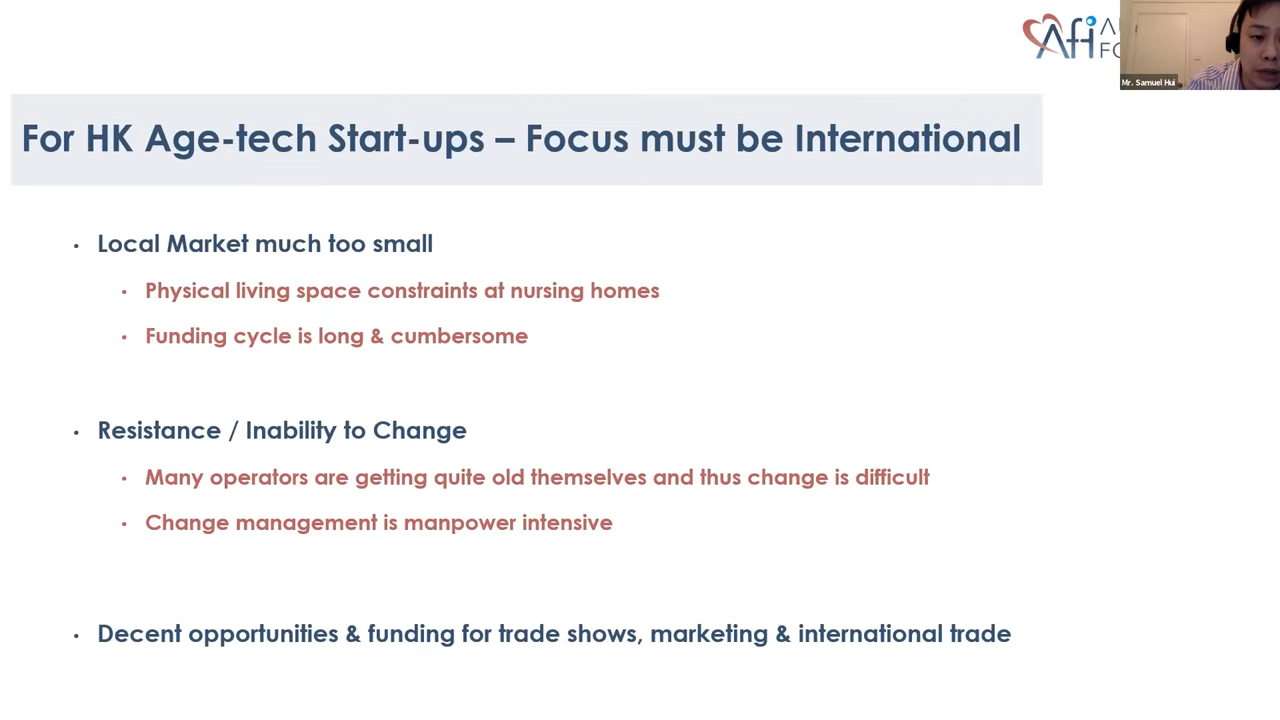 Afi
Mr. Samuel Hui
For HK Age-tech Start-ups – Focus must be International
• Local Market much too small
• Physical living space constraints at nursing homes
• Funding cycle is long & cumbersome
• Resistance / Inability to Change
• Many operators are getting quite old themselves and thus change is difficult
• Change management is manpower intensive
• Decent opportunities & funding for trade shows, marketing & international trade